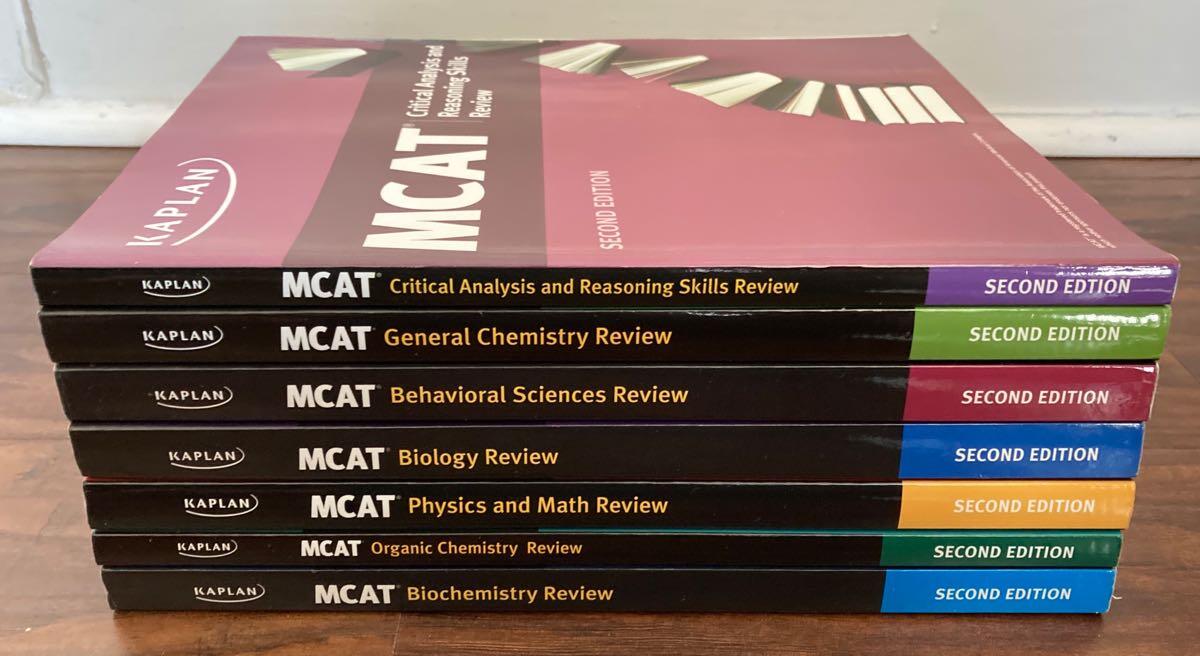 KAPLAN
MCAT®
Critical Analysis and
Reasoning Skills
Review
SECOND EDITION
KAPLAN MCAT® Critical Analysis and Reasoning Skills Review SECOND EDTION
KAPLAN MCAT® General Chemistry Review SECOND EDITION
KAPLAN MCAT® Behavioral Sciences Review SECOND EDITION
KAPLAN MCAT® Biology Review SECOND EDITION
KAPLAN MCAT® Physics and Math Review SECOND EDITION
KAPLAN MCAT® Organic Chemistry Review SECOND EDITION
KAPLAN MCAT® Biochemistry Review SECOND EDITION